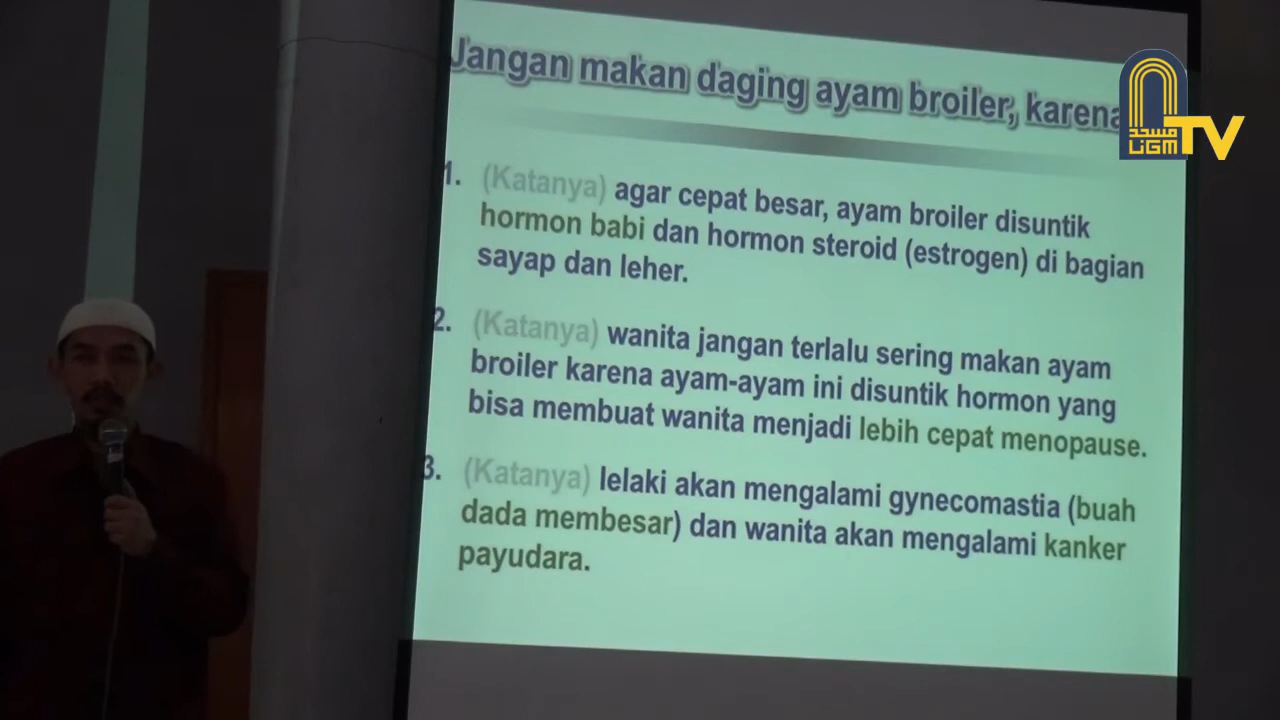 Jangan makan daging ayam broiler, karena
1. (Katanya) agar cepat besar, ayam broiler disuntik
hormon babi dan hormon steroid (estrogen) di bagian
sayap dan leher.
2. (Katanya) wanita jangan terlalu sering makan ayam
broiler karena ayam-ayam ini disuntik hormon yang
bisa membuat wanita menjadi lebih cepat menopause.
3. (Katanya) lelaki akan mengalami gynecomastia (buah
dada membesar) dan wanita akan mengalami kanker
payudara.
مسجد
UGM
TV